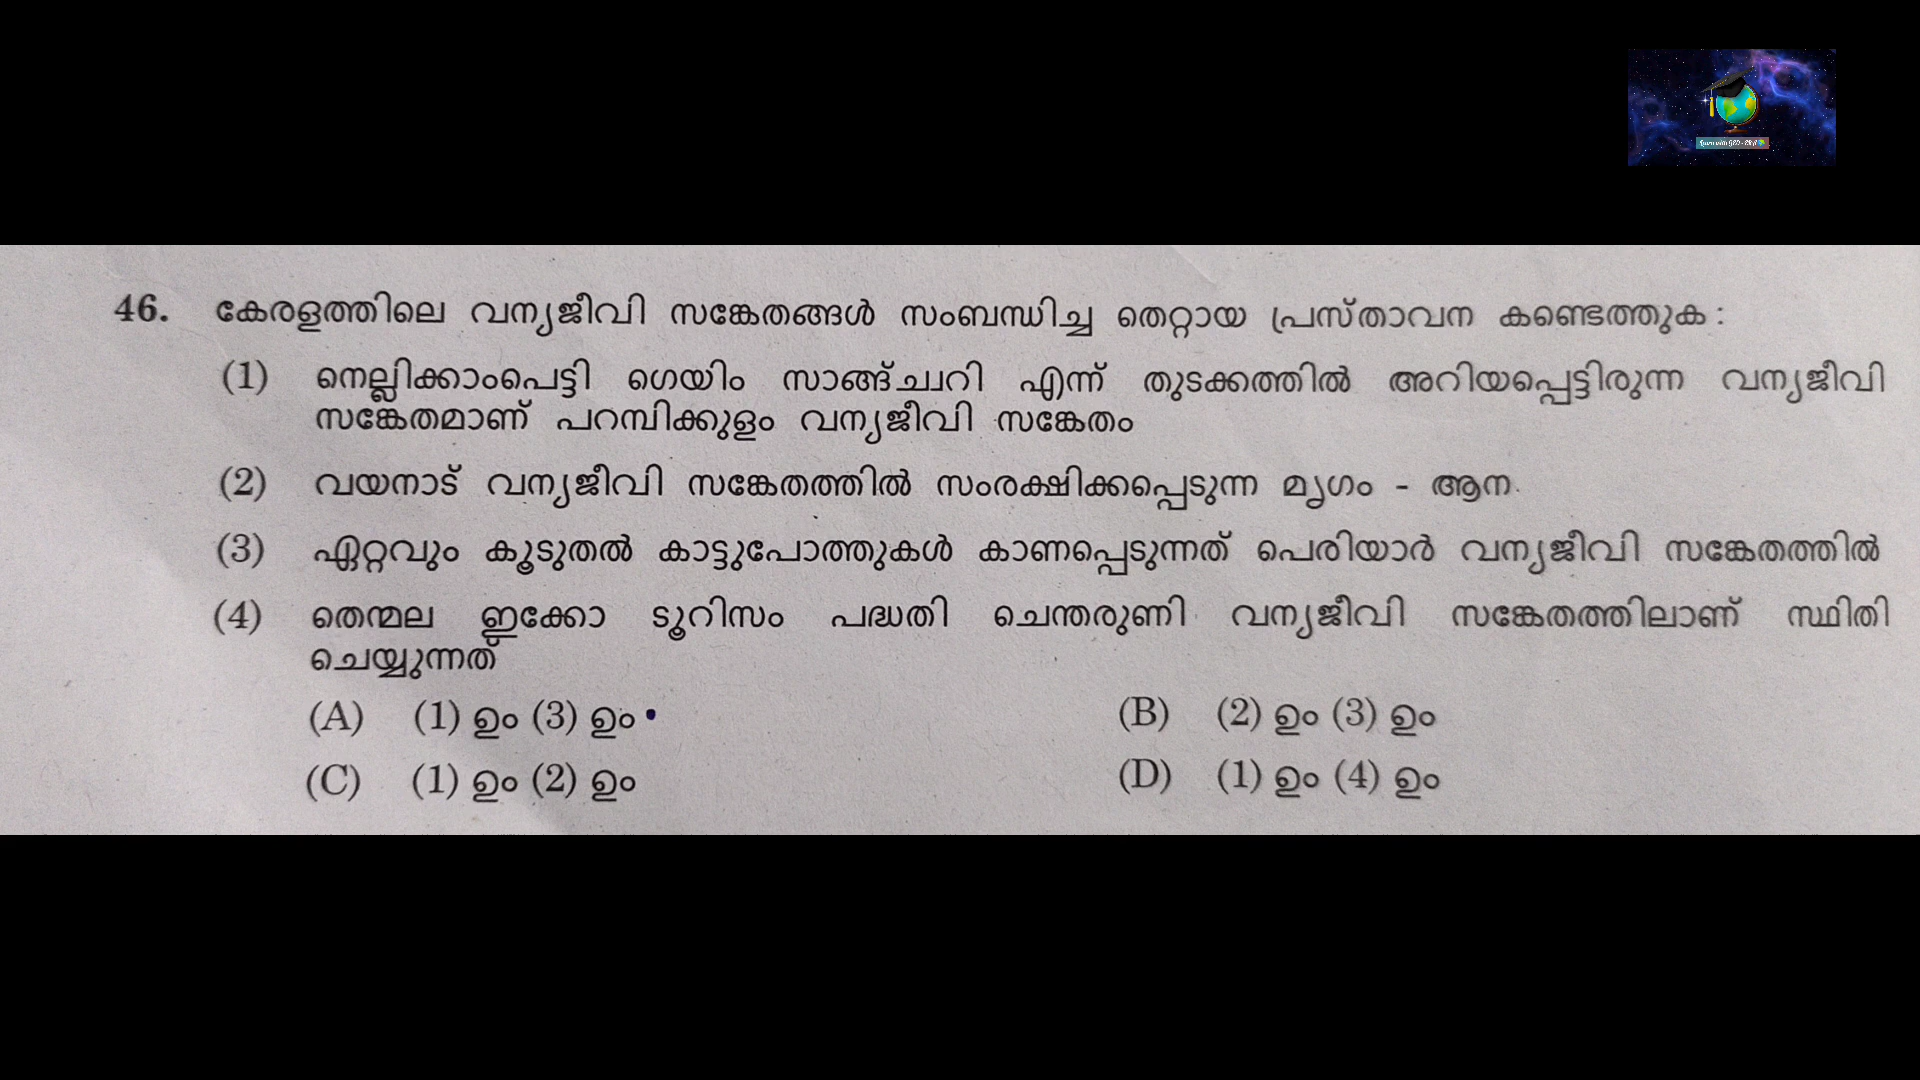 46. കേരളത്തിലെ വന്യജീവി സങ്കേതങ്ങൾ സംബന്ധിച്ച തെറ്റായ പ്രസ്താവന കണ്ടെത്തുക :
(1) നെല്ലിക്കാംപെട്ടി ഗെയിം സാങ്ങ്ച്വറി എന്ന് തുടക്കത്തിൽ അറിയപ്പെട്ടിരുന്ന വന്യജീവി
സങ്കേതമാണ് പറമ്പിക്കുളം വന്യജീവി സങ്കേതം
(2) വയനാട് വന്യജീവി സങ്കേതത്തിൽ സംരക്ഷിക്കപ്പെടുന്ന മൃഗം - ആന.
(3) ഏറ്റവും കൂടുതൽ കാട്ടുപോത്തുകൾ കാണപ്പെടുന്നത് പെരിയാർ വന്യജീവി സങ്കേതത്തിൽ
(4) തെന്മല ഇക്കോ ടൂറിസം പദ്ധതി ചെന്തരുണി വന്യജീവി സങ്കേതത്തിലാണ് സ്ഥിതി
ചെയ്യുന്നത്
(A) (1) ഉം (3) ഉം
(B) (2) ഉം (3) ഉം
(C) (1) ഉം (2) ഉം
(D) (1) ഉം (4) ഉം